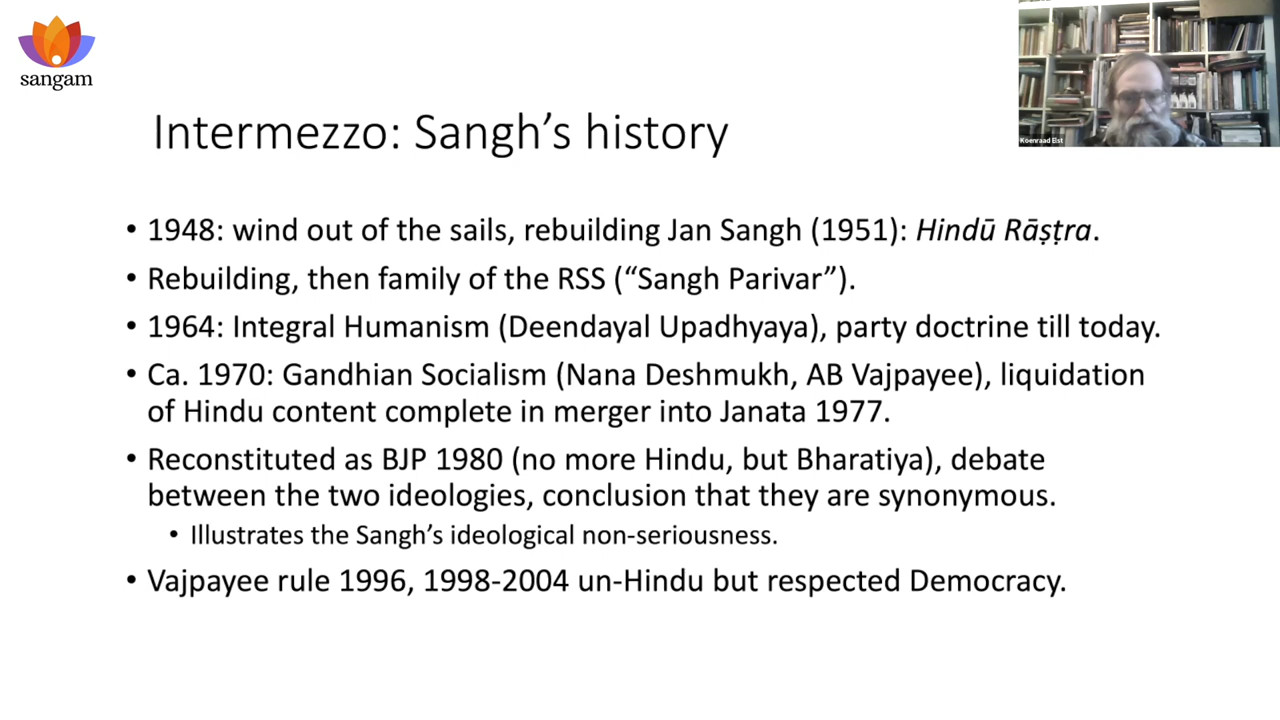 sangam
Koenraad Elst
Intermezzo: Sangh’s history
• 1948: wind out of the sails, rebuilding Jan Sangh (1951): Hindū Rāṣṭra.
• Rebuilding, then family of the RSS (“Sangh Parivar”).
• 1964: Integral Humanism (Deendayal Upadhyaya), party doctrine till today.
• Ca. 1970: Gandhian Socialism (Nana Deshmukh, AB Vajpayee), liquidation
of Hindu content complete in merger into Janata 1977.
• Reconstituted as BJP 1980 (no more Hindu, but Bharatiya), debate
between the two ideologies, conclusion that they are synonymous.
• Illustrates the Sangh’s ideological non-seriousness.
• Vajpayee rule 1996, 1998-2004 un-Hindu but respected Democracy.